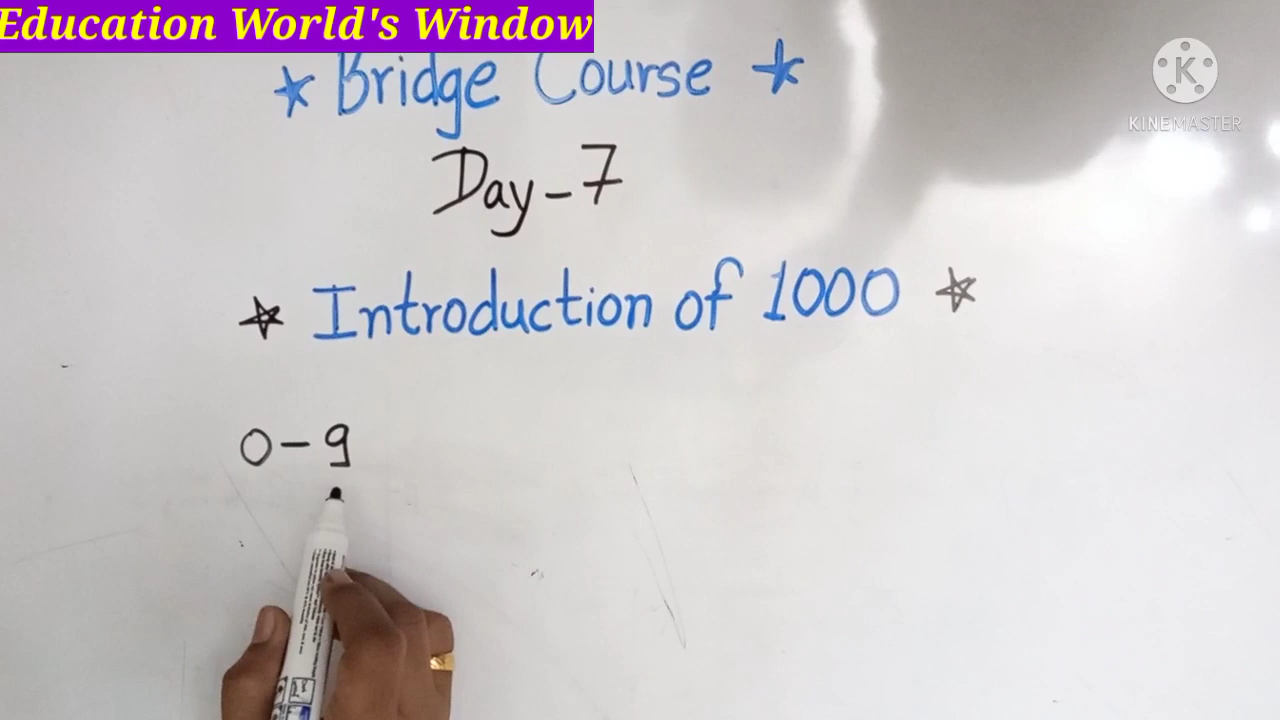 Education World's Window
Bridge Course
KINEMASTER
Day-7
Introduction of 1000
0-9